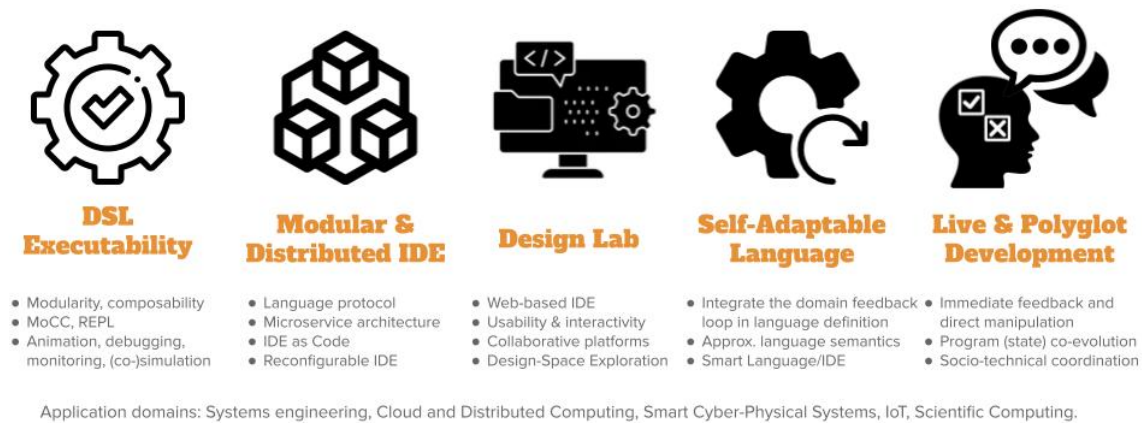 </>
DSL
Executability
● Modularity, composability
● MoCC, REPL
● Animation, debugging,
monitoring, (co-)simulation
Modular &
Distributed IDE
● Language protocol
● Microservice architecture
● IDE as Code
● Reconfigurable IDE
Design Lab
● Web-based IDE
● Usability & interactivity
● Collaborative platforms
● Design-Space Exploration
Self-Adaptable
Language
● Integrate the domain feedback
loop in language definition
● Approx. language semantics
● Smart Language/IDE
Live & Polyglot
Development
● Immediate feedback and
direct manipulation
● Program (state) co-evolution
● Socio-technical coordination
Application domains: Systems engineering, Cloud and Distributed Computing, Smart Cyber-Physical Systems, IoT, Scientific Computing.